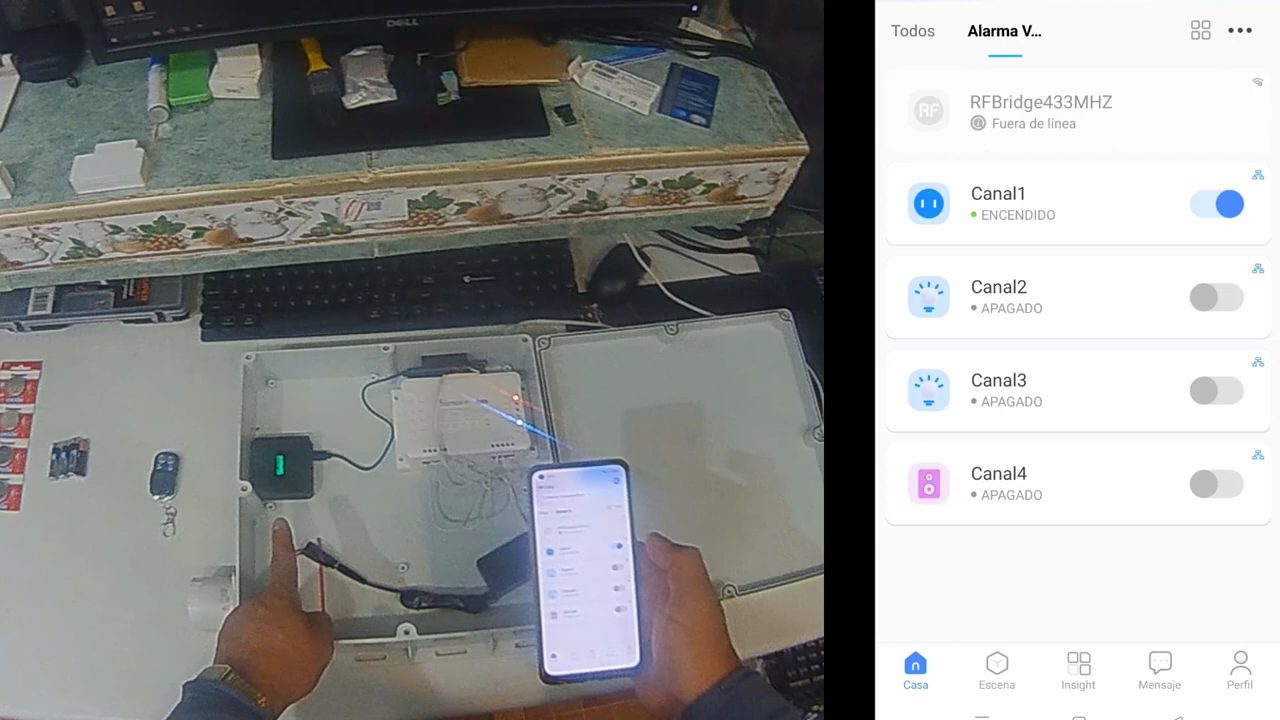 DELL
Todos
Alarma V...
RF
RFBridge433MHZ
Fuera de línea
Canal1
ENCENDIDO
Canal2
APAGADO
Canal3
APAGADO
Canal4
APAGADO
Casa
Escena
Insight
Mensaje
Perfil